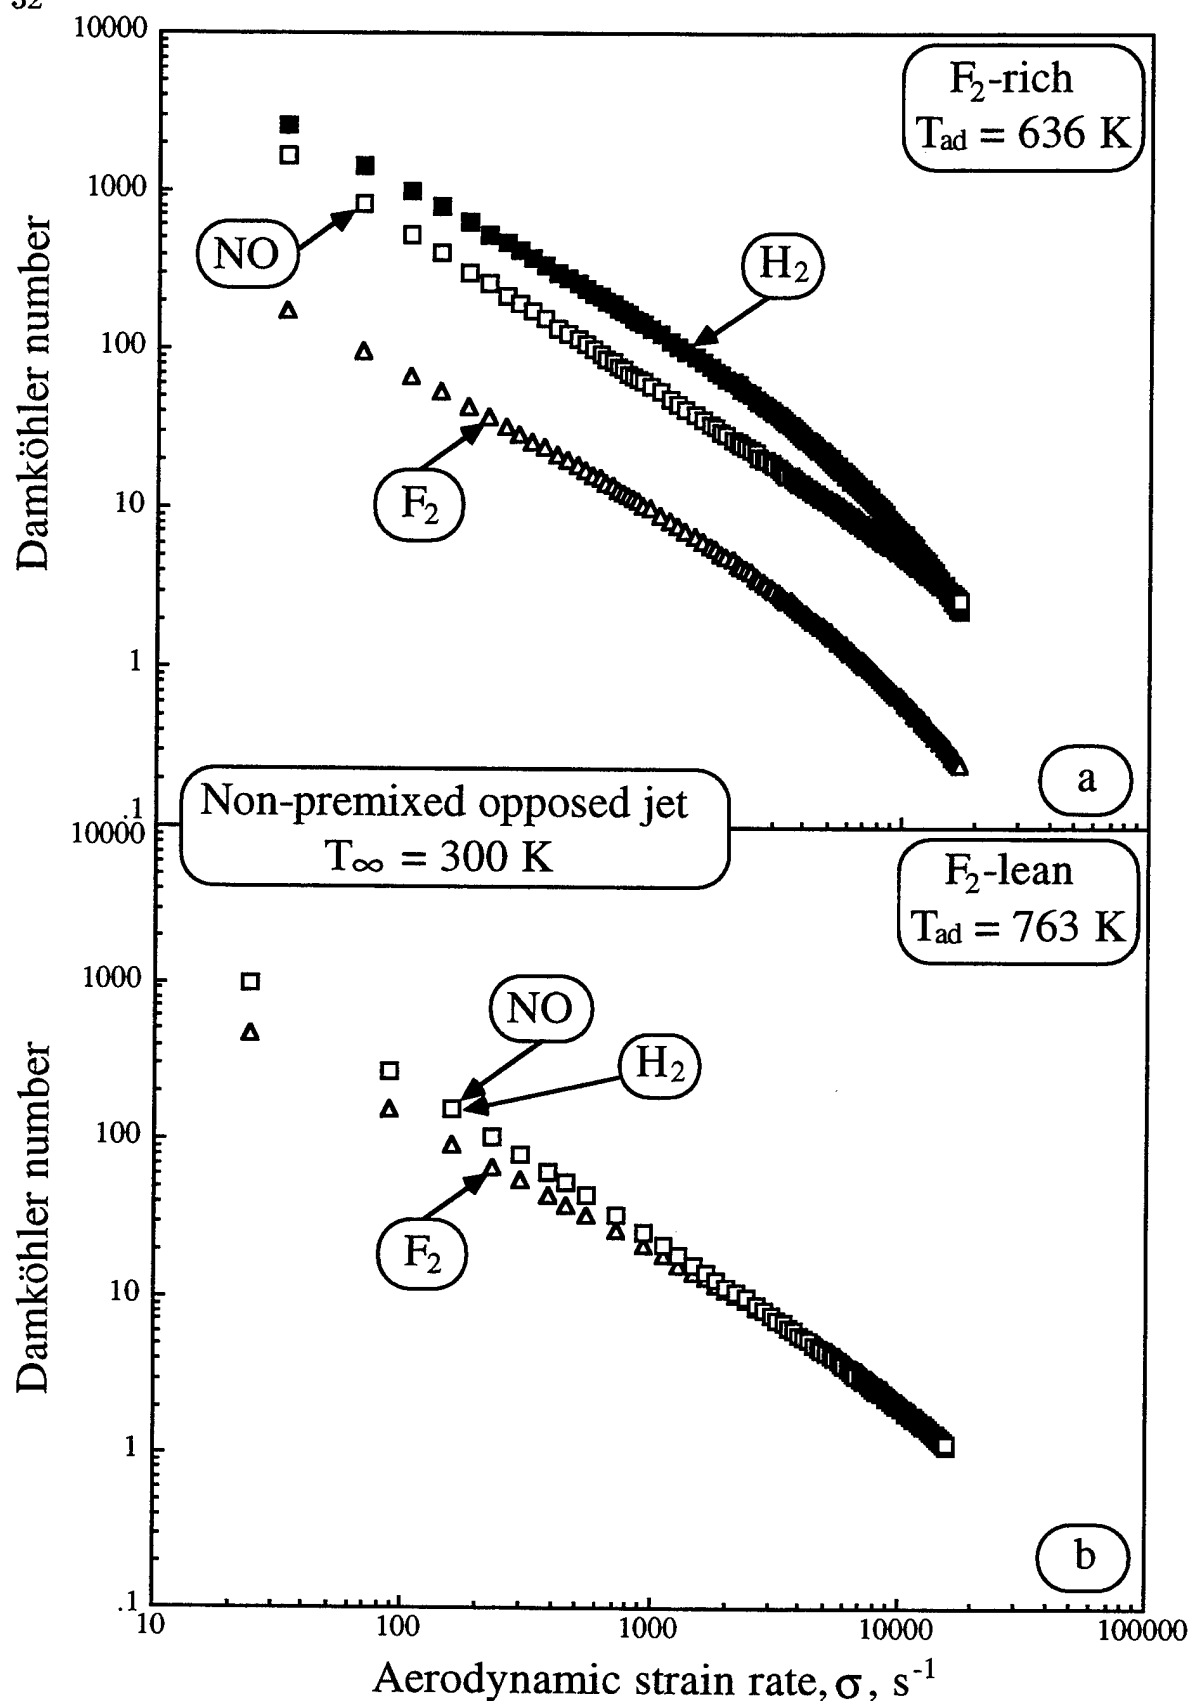 32
10000
1000
100
10
1
.1
Damköhler number
F2-rich
Tad = 636 K
NO
H2
F2
a
Non-premixed opposed jet
T∞ = 300 K
10000
1000
100
10
1
.1
Damköhler number
F2-lean
Tad = 763 K
NO
H2
F2
b
10 100 1000 10000 100000
Aerodynamic strain rate, σ, s-1